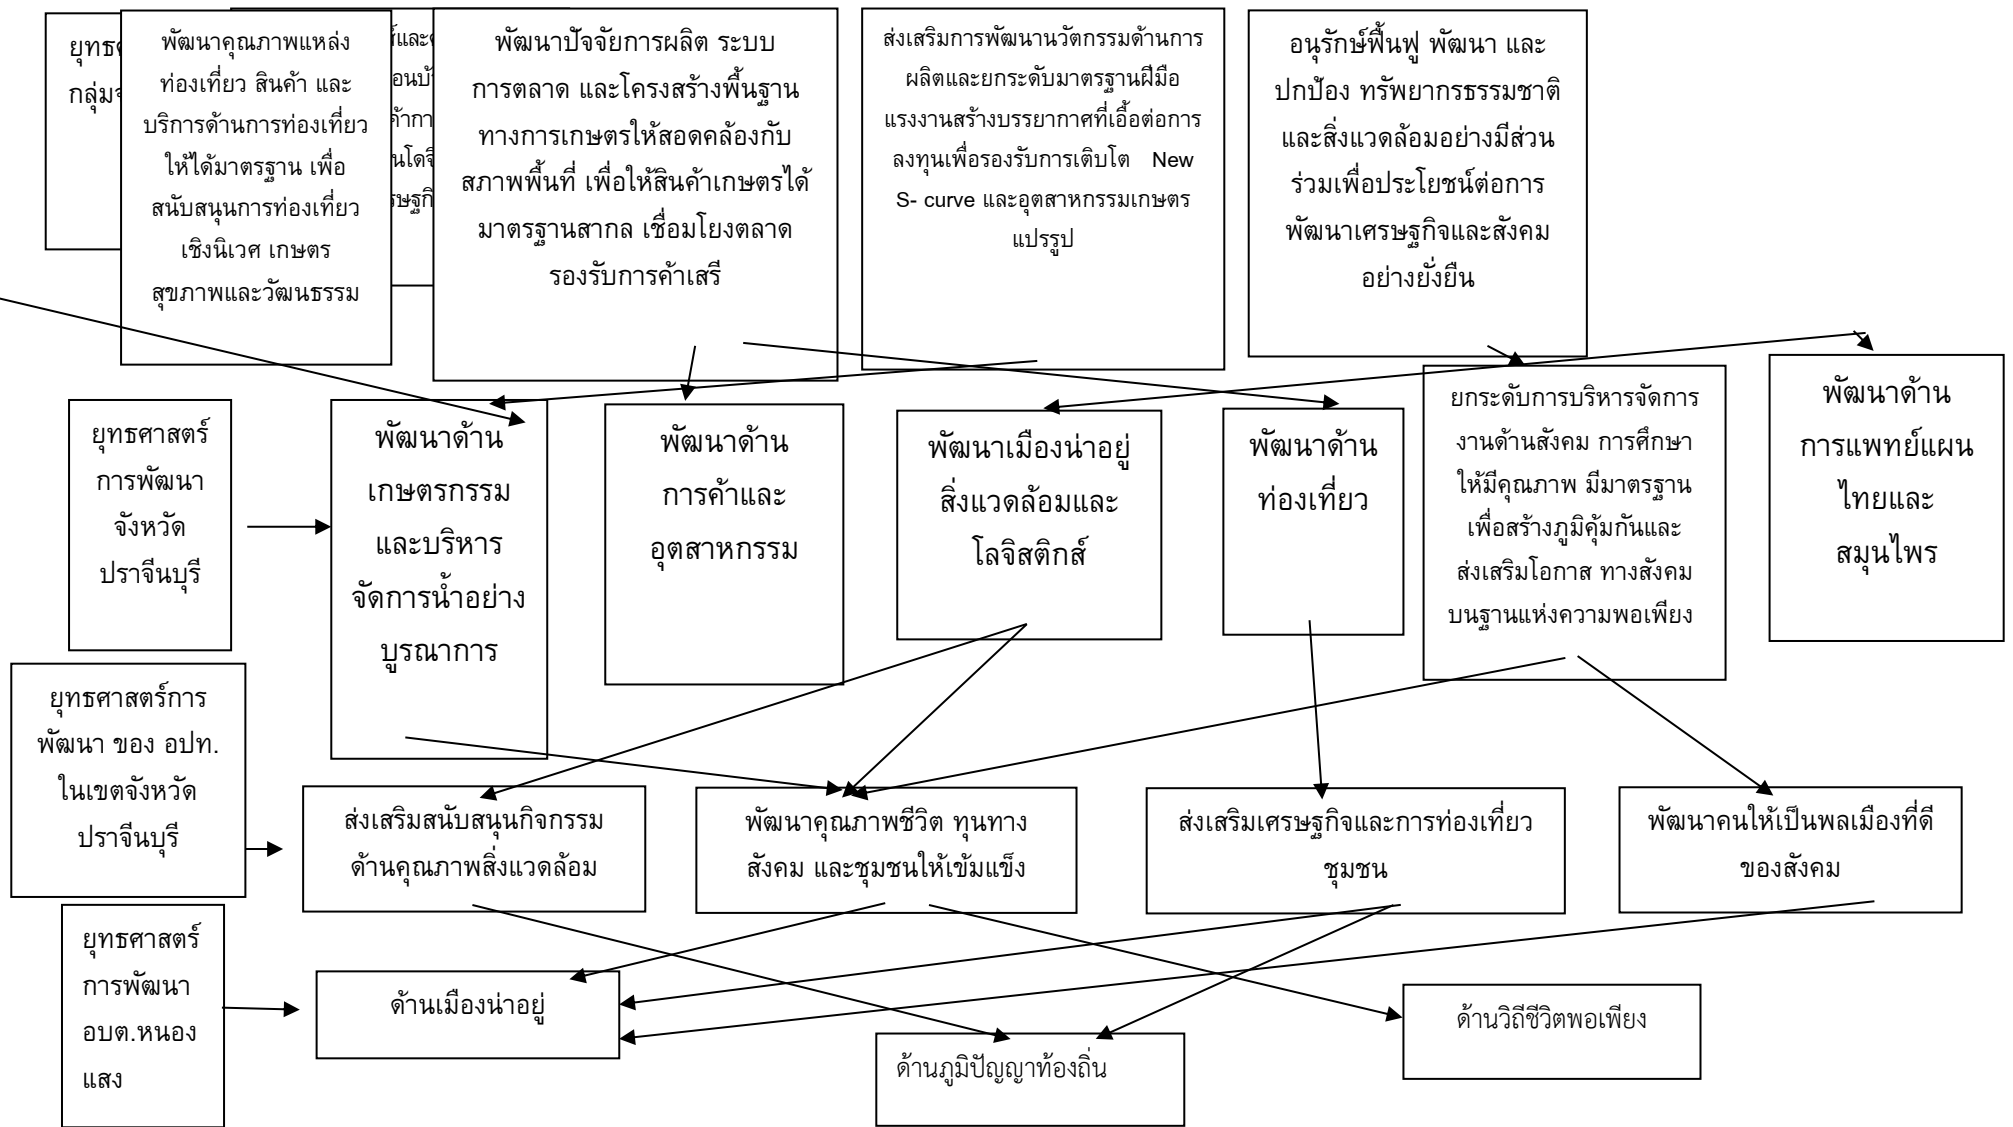 พัฒนาคุณภาพแหล่ง
ท่องเที่ยว สินค้า และ
บริการด้านการท่องเที่ยว
ให้ได้มาตรฐาน เพื่อ
สนับสนุนการท่องเที่ยว
เชิงนิเวศ เกษตร
สุขภาพและวัฒนธรรม
พัฒนาปัจจัยการผลิต ระบบ
การตลาด และโครงสร้างพื้นฐาน
ทางการเกษตรให้สอดคล้องกับ
สภาพพื้นที่ เพื่อให้สินค้าเกษตรได้
มาตรฐานสากล เชื่อมโยงตลาด
รองรับการค้าเสรี
ส่งเสริมการพัฒนานวัตกรรมด้านการ
ผลิตและยกระดับมาตรฐานฝีมือ
แรงงานสร้างบรรยากาศที่เอื้อต่อการ
ลงทุนเพื่อรองรับการเติบโต New
S- curve และอุตสาหกรรมเกษตร
แปรรูป
อนุรักษ์ฟื้นฟู พัฒนา และ
ปกป้อง ทรัพยากรธรรมชาติ
และสิ่งแวดล้อมอย่างมีส่วน
ร่วมเพื่อประโยชน์ต่อการ
พัฒนาเศรษฐกิจและสังคม
อย่างยั่งยืน
ยุทธศาสตร์
การพัฒนา
จังหวัด
ปราจีนบุรี
พัฒนาด้าน
เกษตรกรรม
และบริหาร
จัดการน้ำอย่าง
บูรณาการ
พัฒนาด้าน
การค้าและ
อุตสาหกรรม
พัฒนาเมืองน่าอยู่
สิ่งแวดล้อมและ
โลจิสติกส์
พัฒนาด้าน
ท่องเที่ยว
ยกระดับการบริหารจัดการ
งานด้านสังคม การศึกษา
ให้มีคุณภาพ มีมาตรฐาน
เพื่อสร้างภูมิคุ้มกันและ
ส่งเสริมโอกาส ทางสังคม
บนฐานแห่งความพอเพียง
พัฒนาด้าน
การแพทย์แผน
ไทยและ
สมุนไพร
ยุทธศาสตร์การ
พัฒนา ของ อปท.
ในเขตจังหวัด
ปราจีนบุรี
ส่งเสริมสนับสนุนกิจกรรม
ด้านคุณภาพสิ่งแวดล้อม
พัฒนาคุณภาพชีวิต ทุนทาง
สังคม และชุมชนให้เข้มแข็ง
ส่งเสริมเศรษฐกิจและการท่องเที่ยว
ชุมชน
พัฒนาคนให้เป็นพลเมืองที่ดี
ของสังคม
ยุทธศาสตร์
การพัฒนา
อบต.หนอง
แสง
ด้านเมืองน่าอยู่
ด้านภูมิปัญญาท้องถิ่น
ด้านวิถีชีวิตพอเพียง